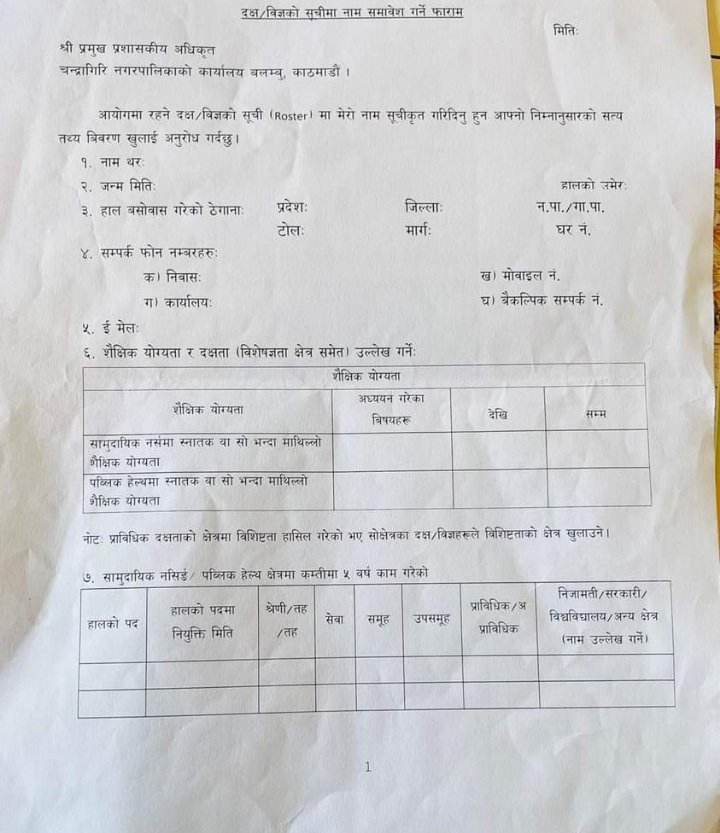 दक्ष/विज्ञको सूचीमा नाम समावेश गर्ने फाराम
मितिः
श्री प्रमुख प्रशासकीय अधिकृत
चन्द्रागिरि नगरपालिकाको कार्यालय बलम्बु, काठमाडौं ।
आयोगमा रहने दक्ष/विज्ञको सूची (Roster) मा मेरो नाम सूचीकृत गरिदिनु हुन आफ्नो निम्नानुसारको सत्य
तथ्य बिबरण खुलाई अनुरोध गर्दछु ।
१. नाम थरः
२. जन्म मितिः हालको उमेरः
३. हाल बसोवास गरेको ठेगानाः प्रदेशः जिल्लाः न.पा./गा.पा.
टोलः मार्गः घर नं.
४. सम्पर्क फोन नम्बरहरुः
क) निवासः ख) मोवाइल नं.
ग) कार्यालयः घ) बैकल्पिक सम्पर्क नं.
५. ई मेलः
६. शैक्षिक योग्यता र दक्षता (विशेषज्ञता क्षेत्र समेत) उल्लेख गर्नेः
शैक्षिक योग्यता
शैक्षिक योग्यता
अध्ययन गरेका
बिषयहरू
देखि
सम्म
सामुदायिक नर्समा स्नातक वा सो भन्दा माथिल्लो
शैक्षिक योग्यता
पब्लिक हेल्थमा स्नातक वा सो भन्दा माथिल्लो
शैक्षिक योग्यता
नोटः प्राविधिक दक्षताको क्षेत्रमा विशिष्टता हासिल गरेको भए सोक्षेत्रका दक्ष/विज्ञहरूले विशिष्टताको क्षेत्र खुलाउने ।
७. सामुदायिक नर्सिङ/ पब्लिक हेल्थ क्षेत्रमा कम्तीमा ५ वर्ष काम गरेको
हालको पद
हालको पदमा
नियुक्ति मिति
श्रेणी/तह
/तह
सेवा
समूह
उपसमूह
प्राविधिक/अ
प्राविधिक
निजामती/सरकारी/
विश्वविद्यालय/अन्य क्षेत्र
(नाम उल्लेख गर्ने)
1